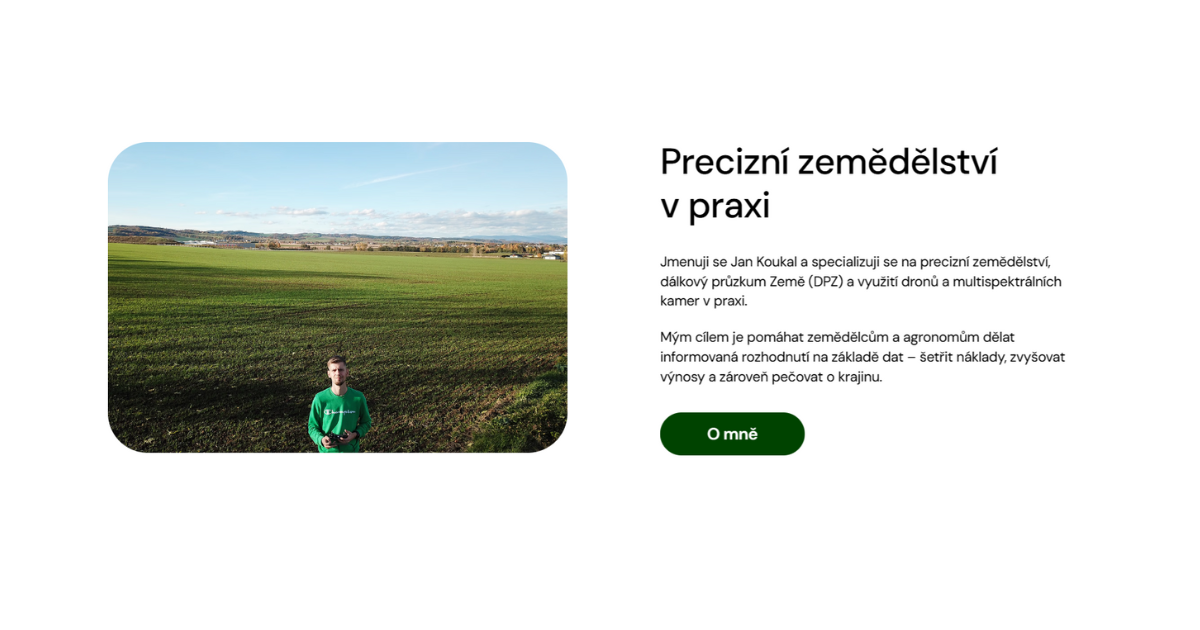 Precizní zemědělství
v praxi
Jmenuji se Jan Koukal a specializuji se na precizní zemědělství,
dálkový průzkum Země (DPZ) a využití dronů a multispektrálních
kamer v praxi.
Mým cílem je pomáhat zemědělcům a agronomům dělat
informovaná rozhodnutí na základě dat – šetřit náklady, zvyšovat
výnosy a zároveň pečovat o krajinu.
O mně
Champion